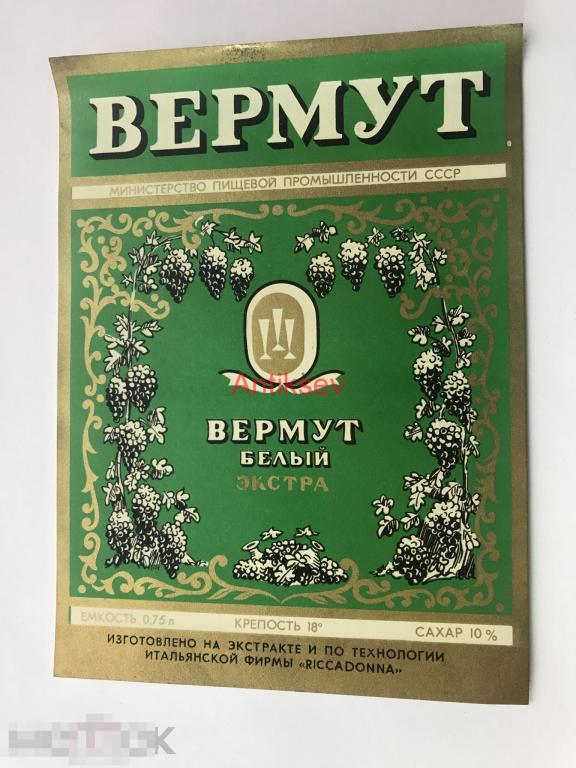 ВЕРМУТ
МИНИСТЕРСТВО ПИЩЕВОЙ ПРОМЫШЛЕННОСТИ СССР
Antiksev
ВЕРМУТ
БЕЛЫЙ
ЭКСТРА
ЕМКОСТЬ 0.75 л КРЕПОСТЬ 18° САХАР 10 %
ИЗГОТОВЛЕНО НА ЭКСТРАКТЕ И ПО ТЕХНОЛОГИИ
ИТАЛЬЯНСКОЙ ФИРМЫ «RICCADONNA»